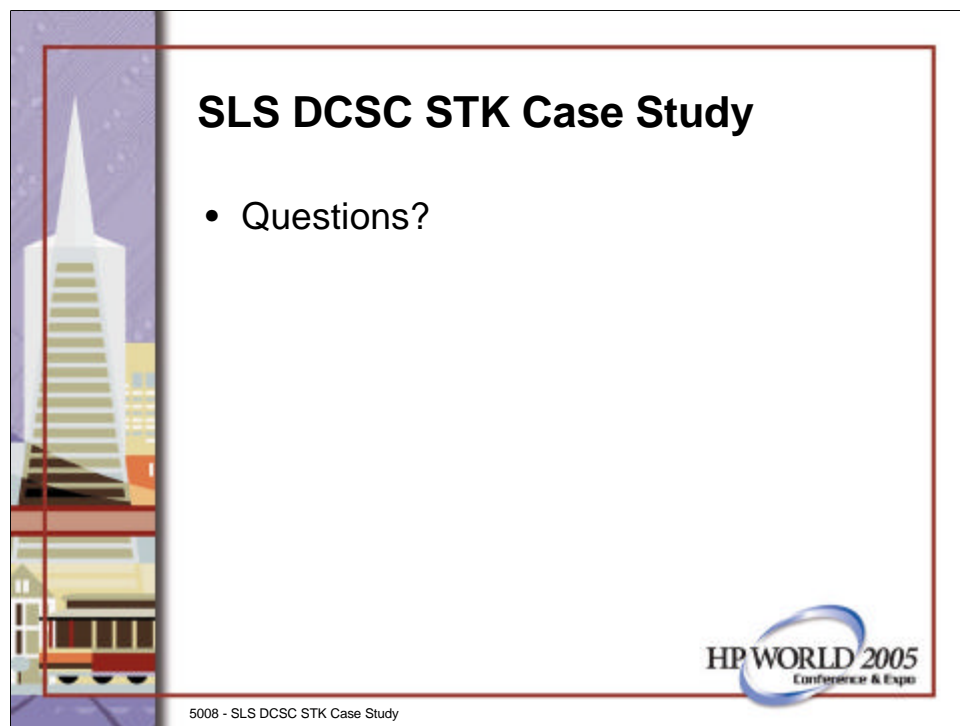 SLS DCSC STK Case Study
• Questions?
HP WORLD 2005
Conference & Expo
5008 - SLS DCSC STK Case Study